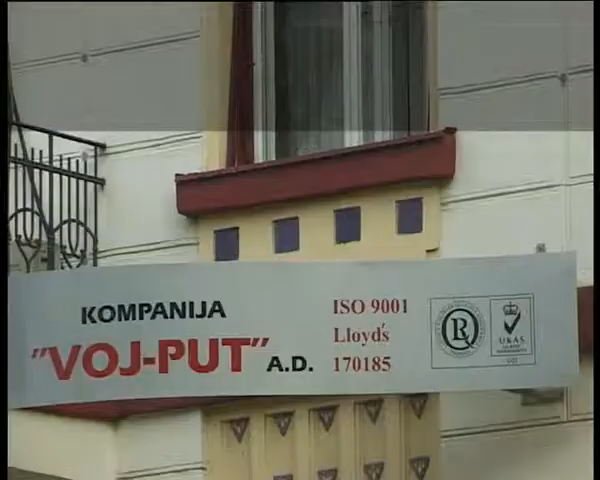 KOMPANIJA
"VOJ-PUT" A.D.
ISO 9001
Lloyd's
170185
R
UKAS